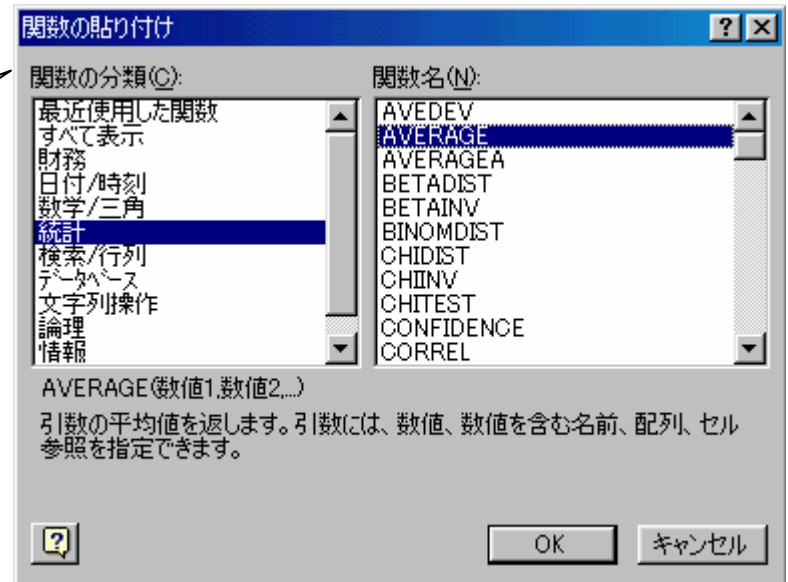 関数の貼り付け
関数の分類(C):
最近使用した関数
すべて表示
財務
日付/時刻
数学/三角
統計
検索/行列
ﾃﾞｰﾀﾍﾞｰｽ
文字列操作
論理
情報
関数名(N):
AVEDEV
AVERAGE
AVERAGEA
BETADIST
BETAINV
BINOMDIST
CHIDIST
CHIINV
CHITEST
CONFIDENCE
CORREL
AVERAGE(数値1,数値2,...)
引数の平均値を返します。引数には、数値、数値を含む名前、配列、セル
参照を指定できます。
OK
キャンセル